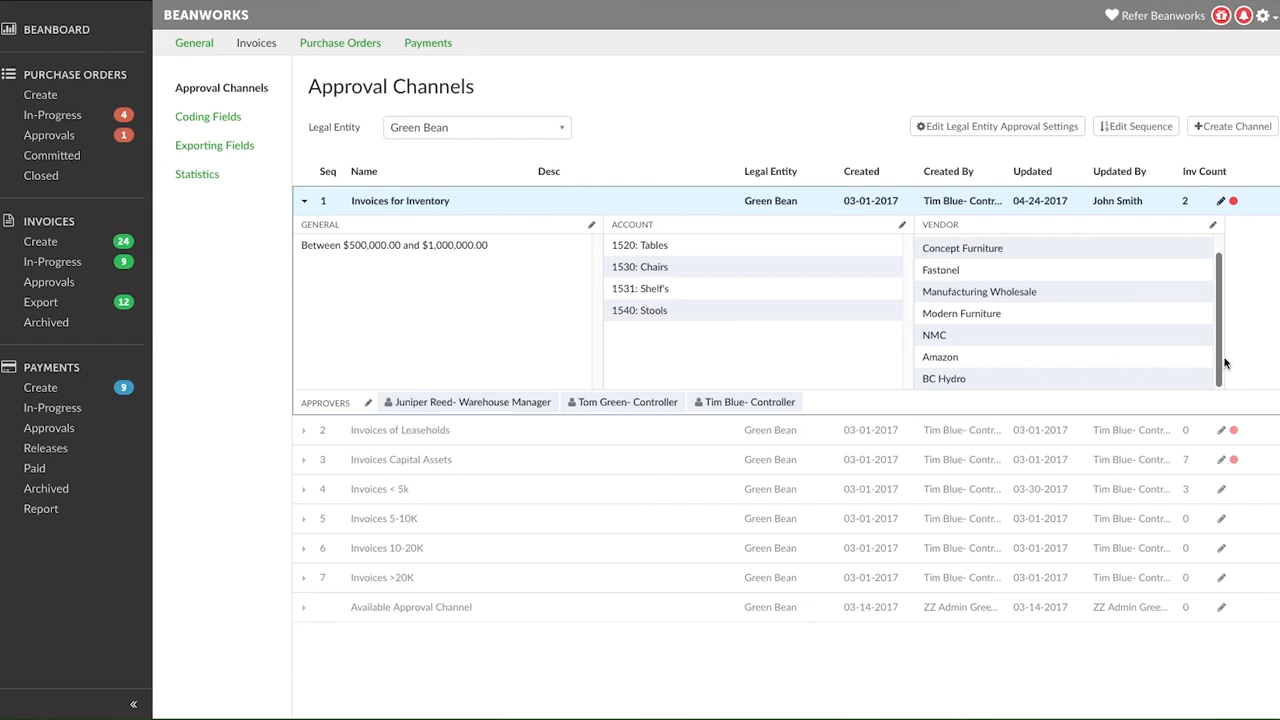 BEANWORKS
Refer Beanworks
BEANBOARD
PURCHASE ORDERS
Create
In-Progress 4
Approvals 1
Committed
Closed
INVOICES
Create 24
In-Progress 9
Approvals
Export 12
Archived
PAYMENTS
Create 9
In-Progress
Approvals
Releases
Paid
Archived
Report
«
General Invoices Purchase Orders Payments
Approval Channels
Coding Fields
Exporting Fields
Statistics
Approval Channels
Legal Entity Green Bean
Edit Legal Entity Approval Settings Edit Sequence +Create Channel
Seq Name Desc Legal Entity Created Created By Updated Updated By Inv Count
1 Invoices for Inventory Green Bean 03-01-2017 Tim Blue- Contr... 04-24-2017 John Smith 2
GENERAL
Between $500,000.00 and $1,000,000.00
ACCOUNT
1520: Tables
1530: Chairs
1531: Shelf's
1540: Stools
VENDOR
Concept Furniture
Fastonel
Manufacturing Wholesale
Modern Furniture
NMC
Amazon
BC Hydro
APPROVERS Juniper Reed- Warehouse Manager Tom Green- Controller Tim Blue- Controller
2 Invoices of Leaseholds Green Bean 03-01-2017 Tim Blue- Contr... 03-01-2017 Tim Blue- Contr... 0
3 Invoices Capital Assets Green Bean 03-01-2017 Tim Blue- Contr... 03-01-2017 Tim Blue- Contr... 7
4 Invoices < 5k Green Bean 03-01-2017 Tim Blue- Contr... 03-30-2017 Tim Blue- Contr... 3
5 Invoices 5-10K Green Bean 03-01-2017 Tim Blue- Contr... 03-01-2017 Tim Blue- Contr... 0
6 Invoices 10-20K Green Bean 03-01-2017 Tim Blue- Contr... 03-01-2017 Tim Blue- Contr... 0
7 Invoices >20K Green Bean 03-01-2017 Tim Blue- Contr... 03-01-2017 Tim Blue- Contr... 0
Available Approval Channel Green Bean 03-14-2017 ZZ Admin Gree... 03-14-2017 ZZ Admin Gree... 0